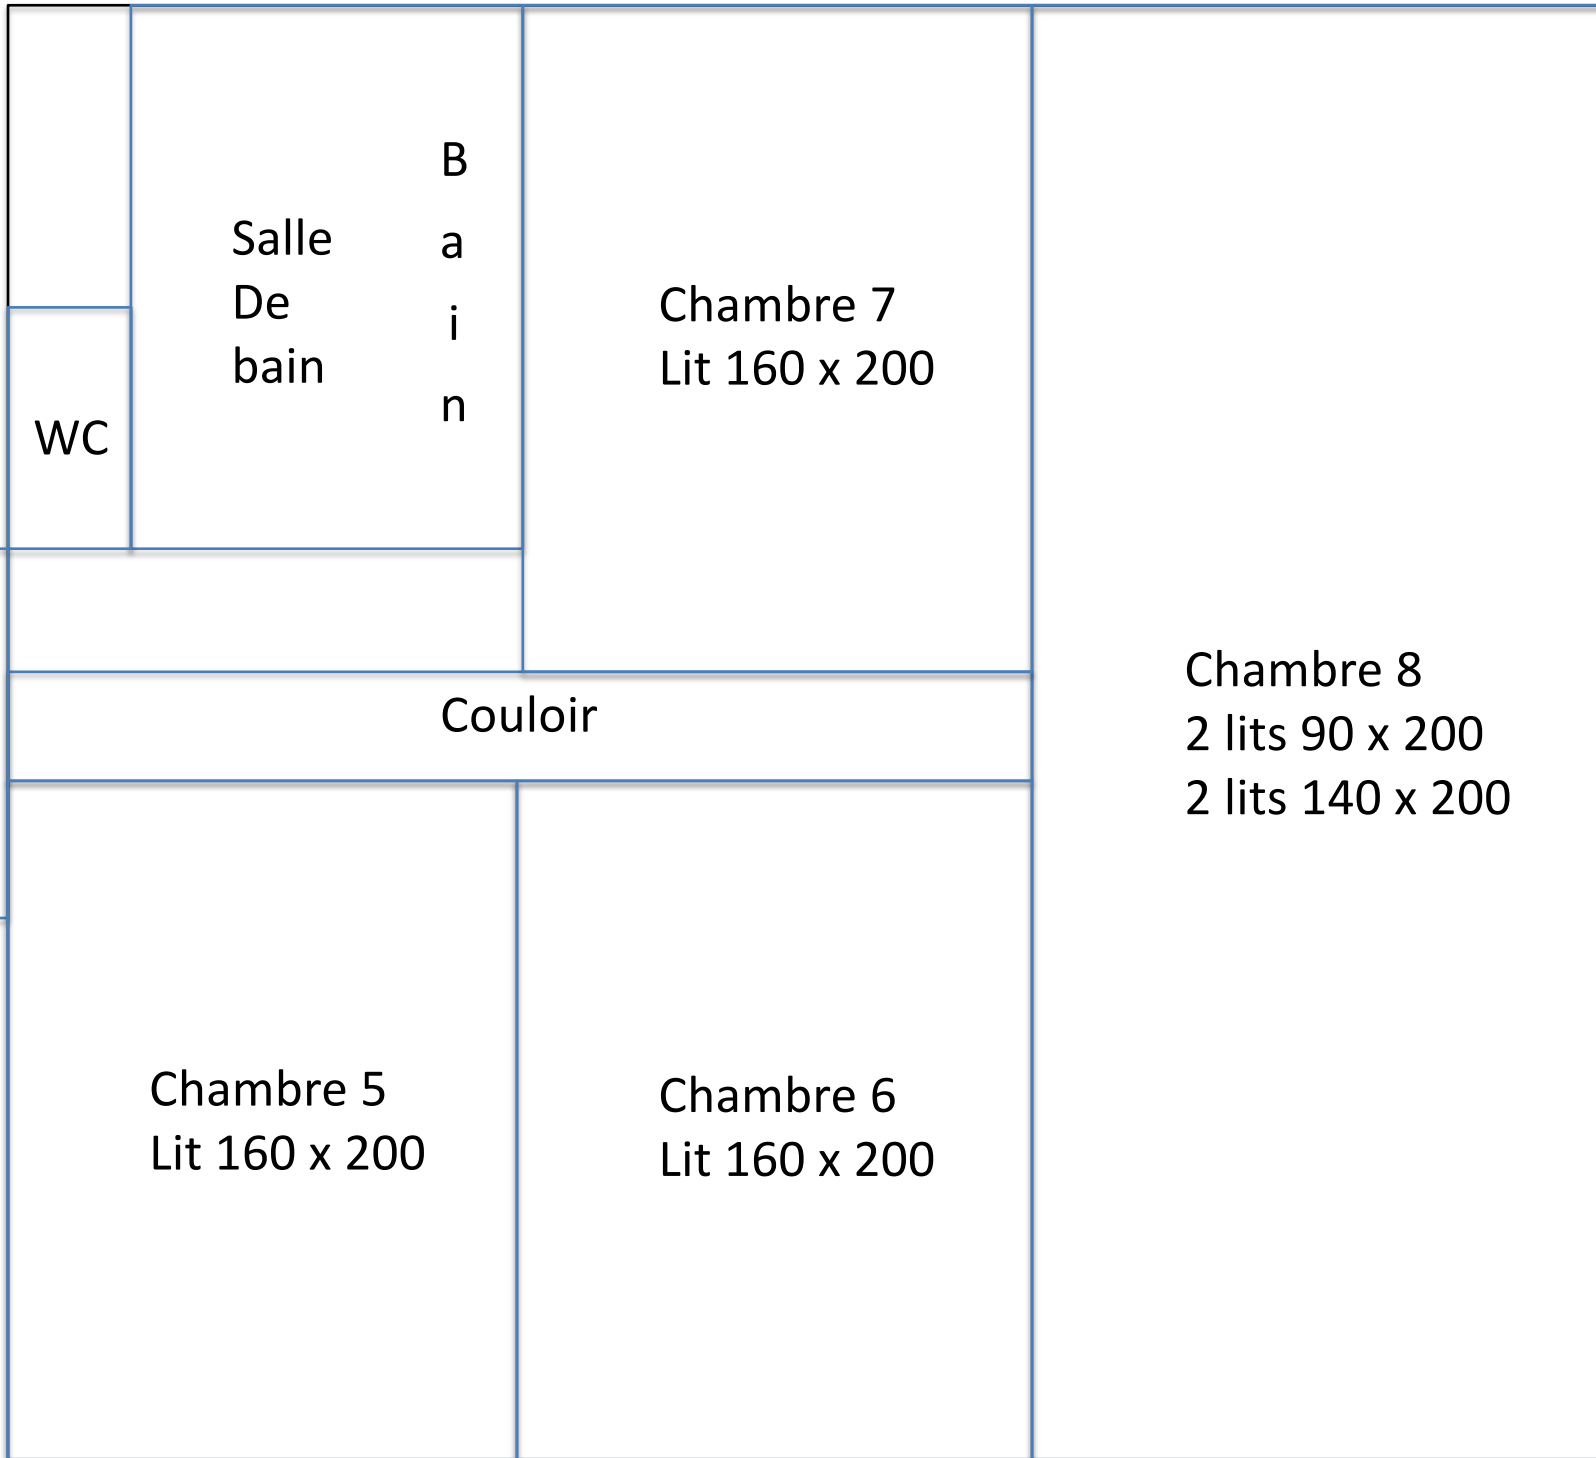 Salle
De
bain
B
a
i
n
Chambre 7
Lit 160 x 200
WC
Chambre 8
2 lits 90 x 200
2 lits 140 x 200
Couloir
Chambre 5
Lit 160 x 200
Chambre 6
Lit 160 x 200